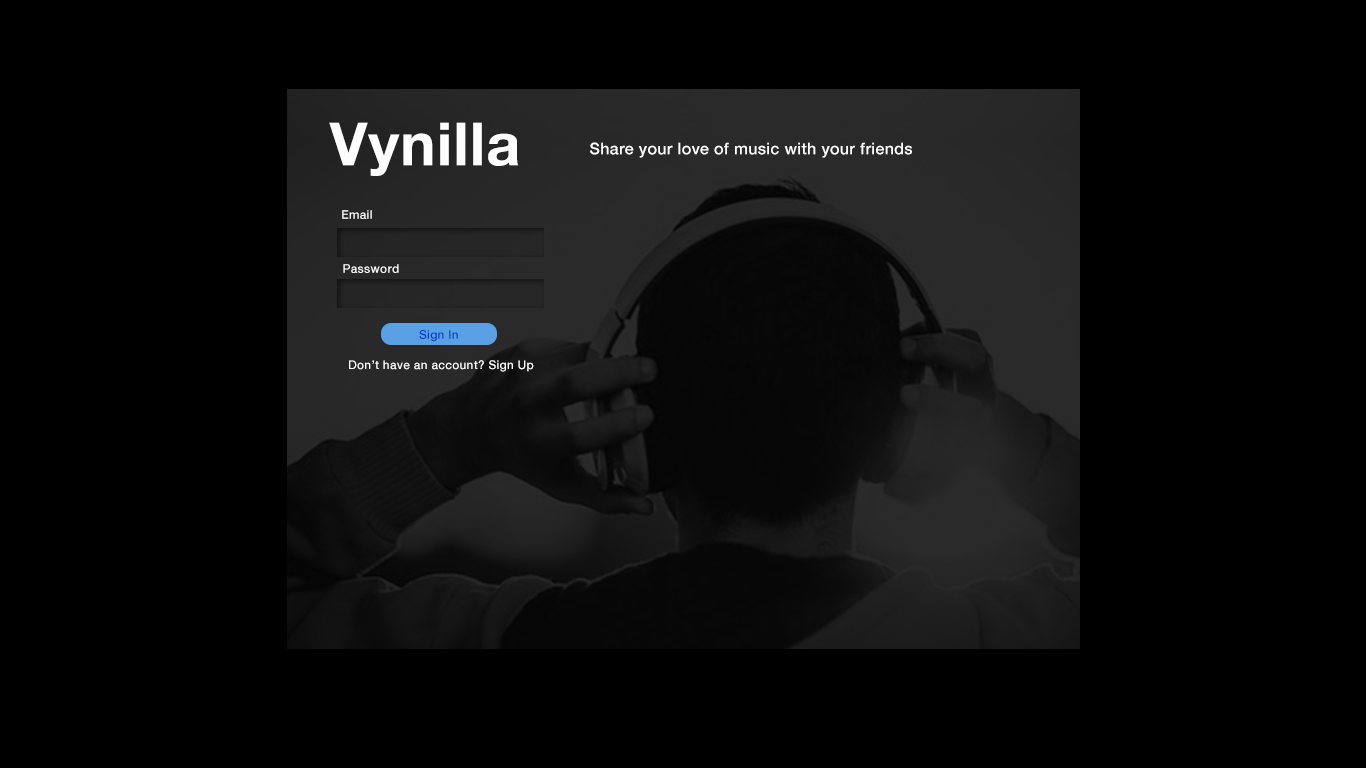 Vynilla
Share your love of music with your friends
Email
Password
Sign In
Don't have an account? Sign Up